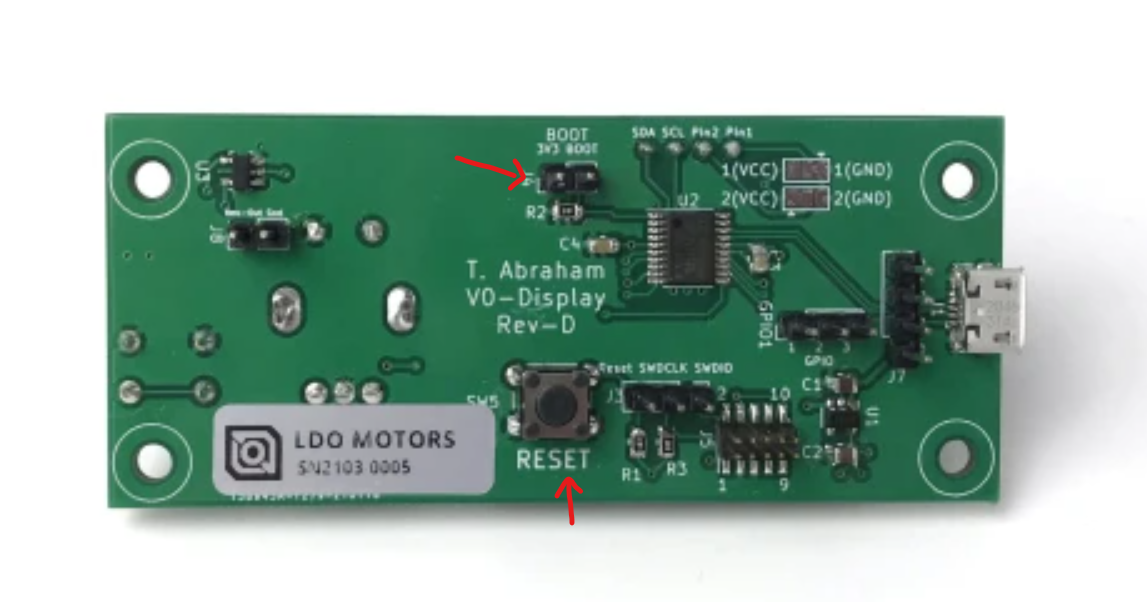 BOOT
3V3 BOOT
SDA SCL Pin2 Pin1
1(VCC) 1(GND)
2(VCC) 2(GND)
U3
U2
R2
C4
T. Abraham
V0-Display
Rev-D
GPIO1
1 2 3
GPIO
J7
Reset SWDCLK SWDIO
SW5
J3
2 10
C1
U1
C2
J5
R1 R3
1 9
RESET
LDO MOTORS
SN2103 0005